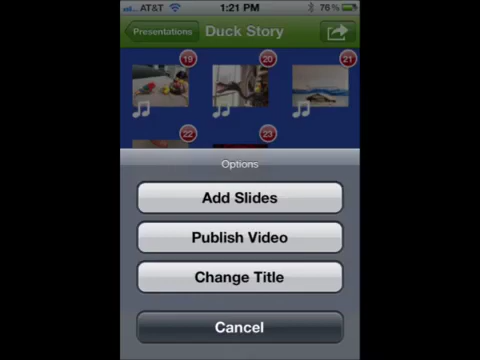 AT&T 1:21 PM 76%
Presentations Duck Story
19 20 21
22 23
Options
Add Slides
Publish Video
Change Title
Cancel